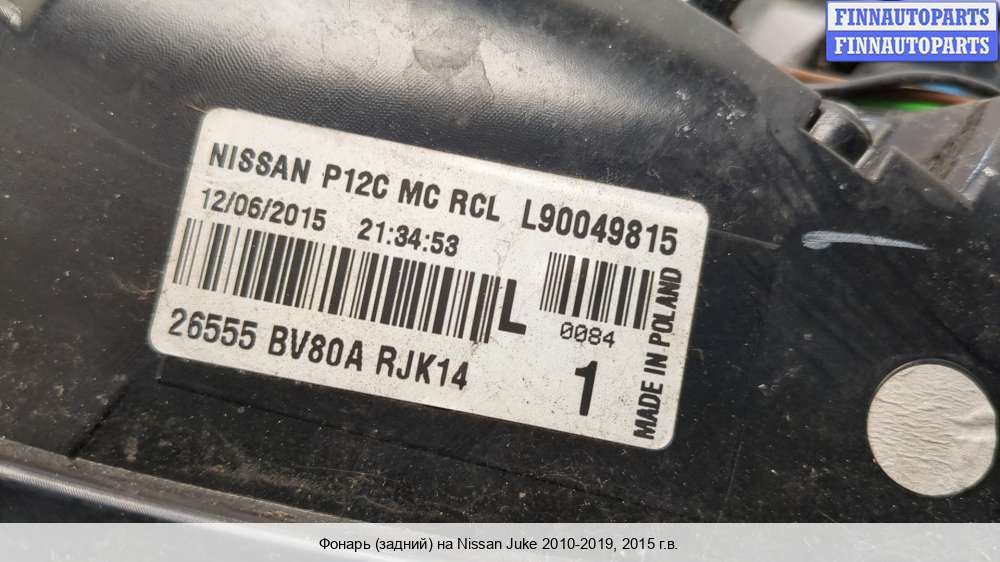 FINNAUTOPARTS
FINNAUTOPARTS
NISSAN P12C MC RCL L90049815
12/06/2015 21:34:53
L
0084
26555 BV80A RJK14
1
MADE IN POLAND
Фонарь (задний) на Nissan Juke 2010-2019, 2015 г.в.